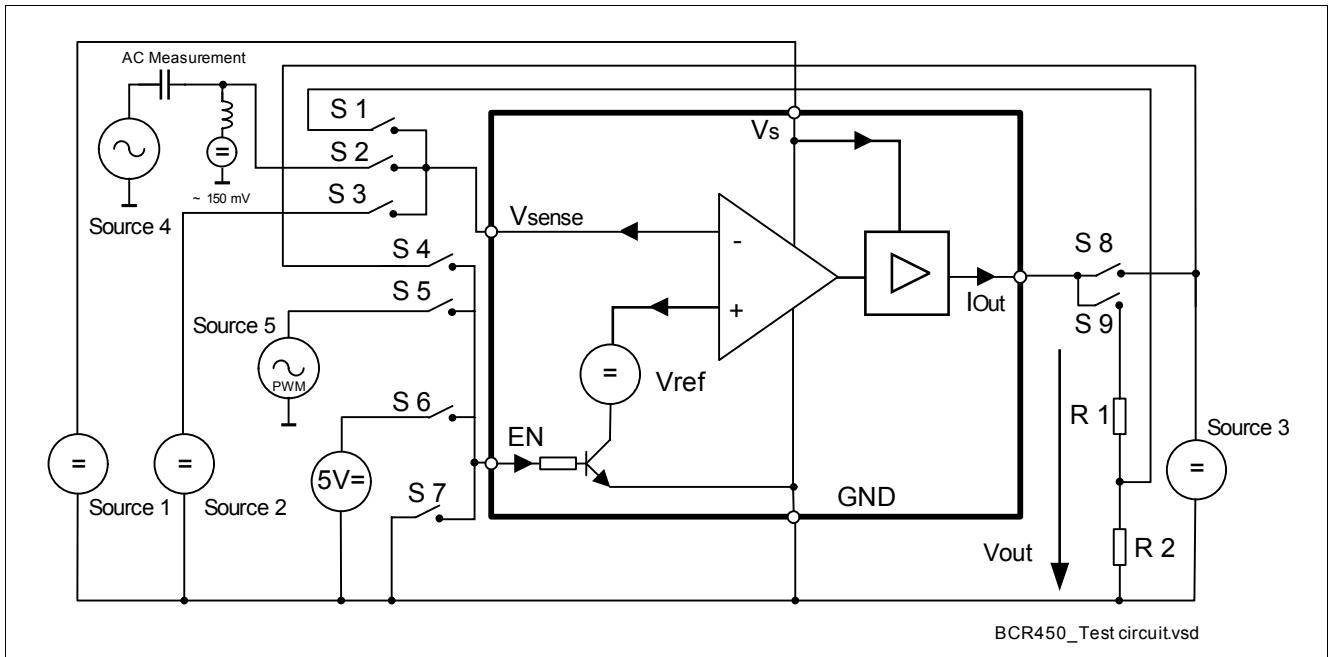 AC Measurement
S 1
S 2
S 3
=
~ 150 mV
Source 4
Vs
Vsense
-
+
S 4
S 5
Source 5
PWM
=
Vref
IOut
S 8
S 9
S 6
EN
R 1
Source 3
=
=
Source 1
=
Source 2
5V=
S 7
GND
Vout
R 2
BCR450_Test circuit.vsd